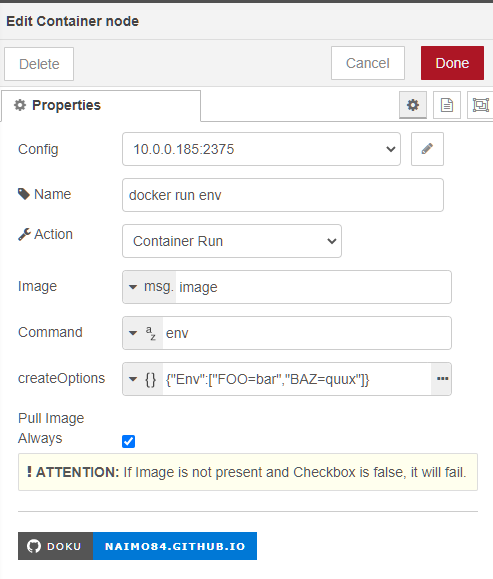 Edit Container node
Delete
Cancel
Done
Properties
Config
10.0.0.185:2375
Name
docker run env
Action
Container Run
Image
msg. image
Command
az env
createOptions
{} {"Env":["FOO=bar","BAZ=quux"]}
Pull Image
Always
! ATTENTION: If Image is not present and Checkbox is false, it will fail.
DOKU NAIMO84.GITHUB.IO